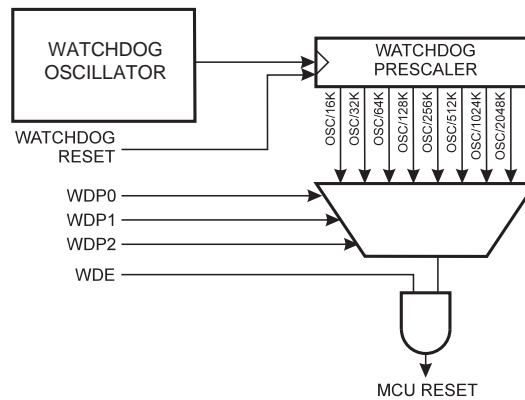 WATCHDOG
OSCILLATOR
WATCHDOG
PRESCALER
WATCHDOG
RESET
OSC/16K
OSC/32K
OSC/64K
OSC/128K
OSC/256K
OSC/512K
OSC/1024K
OSC/2048K
WDP0
WDP1
WDP2
WDE
MCU RESET